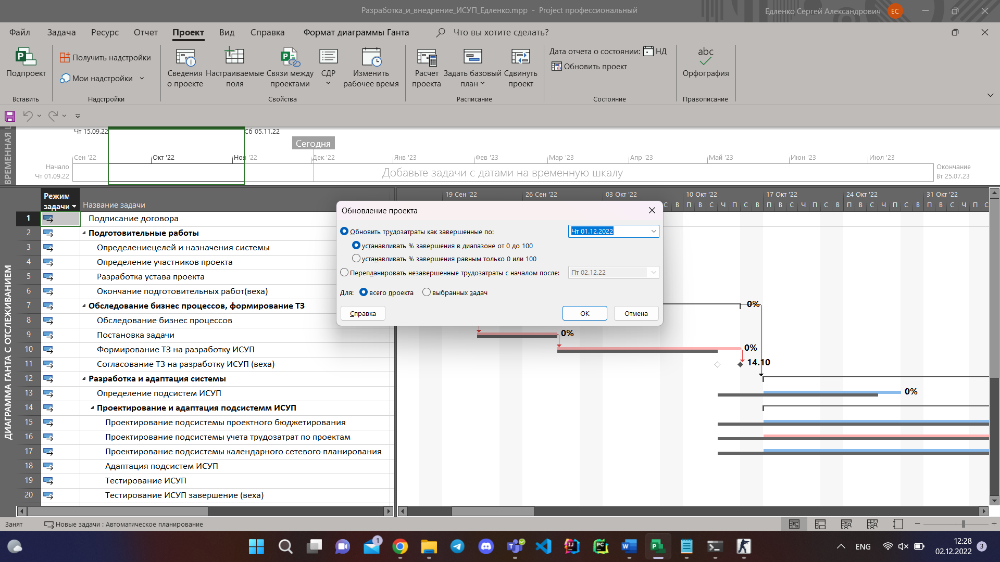 Разработка_и_внедрение_ИСУП_Едленко.mpp - Project профессиональный
Едленко Сергей Александрович
ЕС
Файл Задача Ресурс Отчет Проект Вид Справка Формат диаграммы Ганта Что вы хотите сделать?
Подпроект
Вставить
Получить надстройки
Мои надстройки
Надстройки
Сведения о проекте
Настраиваемые поля
Связи между проектами
СДР
Изменить рабочее время
Свойства
Расчет проекта
Задать базовый план
Сдвинуть проект
Расписание
Дата отчета о состоянии: НД
Обновить проект
Состояние
abc
Орфография
Правописание
ВРЕМЕННАЯ
Чт 15.09.22
Сб 05.11.22
Сегодня
Сен '22 Окт '22 Ноя '22 Дек '22 Янв '23 Фев '23 Мар '23 Апр '23 Май '23 Июн '23 Июл '23
Начало
Чт 01.09.22
Добавьте задачи с датами на временную шкалу
Окончание
Вт 25.07.23
ДИАГРАММА ГАНТА С ОТСЛЕЖИВАНИЕМ
Режим задачи
Название задачи
19 Сен '22 26 Сен '22 03 Окт '22 10 Окт '22 17 Окт '22 24 Окт '22 31 Окт '22
С В П В С Ч П С В П В С Ч П С В П В С Ч П С В П В С Ч П С
1 Подписание договора
2 Подготовительные работы
3 Определениецелей и назначения системы
4 Определение участников проекта
5 Разработка устава проекта
6 Окончание подготовительных работ(веха)
7 Обследование бизнес процессов, формирование ТЗ
8 Обследование бизнес процессов
9 Постановка задачи
10 Формирование ТЗ на разработку ИСУП
11 Согласование ТЗ на разработку ИСУП (веха)
12 Разработка и адаптация системы
13 Определение подсистем ИСУП
14 Проектирование и адаптация подсистемм ИСУП
15 Проектирование подсистемы проектного бюджетирования
16 Проектирование подсистемы учета трудозатрат по проектам
17 Проектирование подсистемы календарного сетевого планирования
18 Адаптация подсистем ИСУП
19 Тестирование ИСУП
20 Тестирование ИСУП завершение (веха)
0%
0%
0%
14.10
0%
Обновление проекта
Обновить трудозатраты как завершенные по: Чт 01.12.2022
устанавливать % завершения в диапазоне от 0 до 100
устанавливать % завершения равным только 0 или 100
Перепланировать незавершенные трудозатраты с началом после: Пт 02.12.22
Для: всего проекта выбранных задач
Справка ОК Отмена
Занят Новые задачи : Автоматическое планирование
1
ENG
12:28
02.12.2022
3